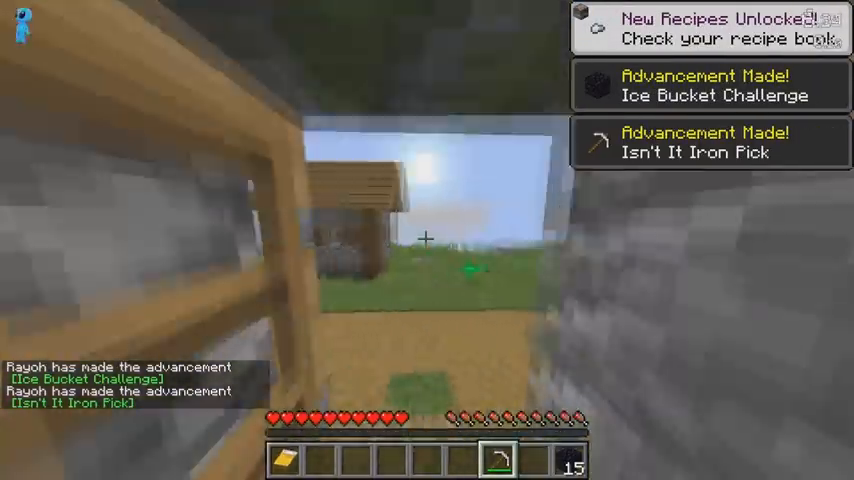 New Recipes Unlocked!
Check your recipe book
Advancement Made!
Ice Bucket Challenge
Advancement Made!
Isn't It Iron Pick
Rayoh has made the advancement
[Ice Bucket Challenge]
Rayoh has made the advancement
[Isn't It Iron Pick]
15